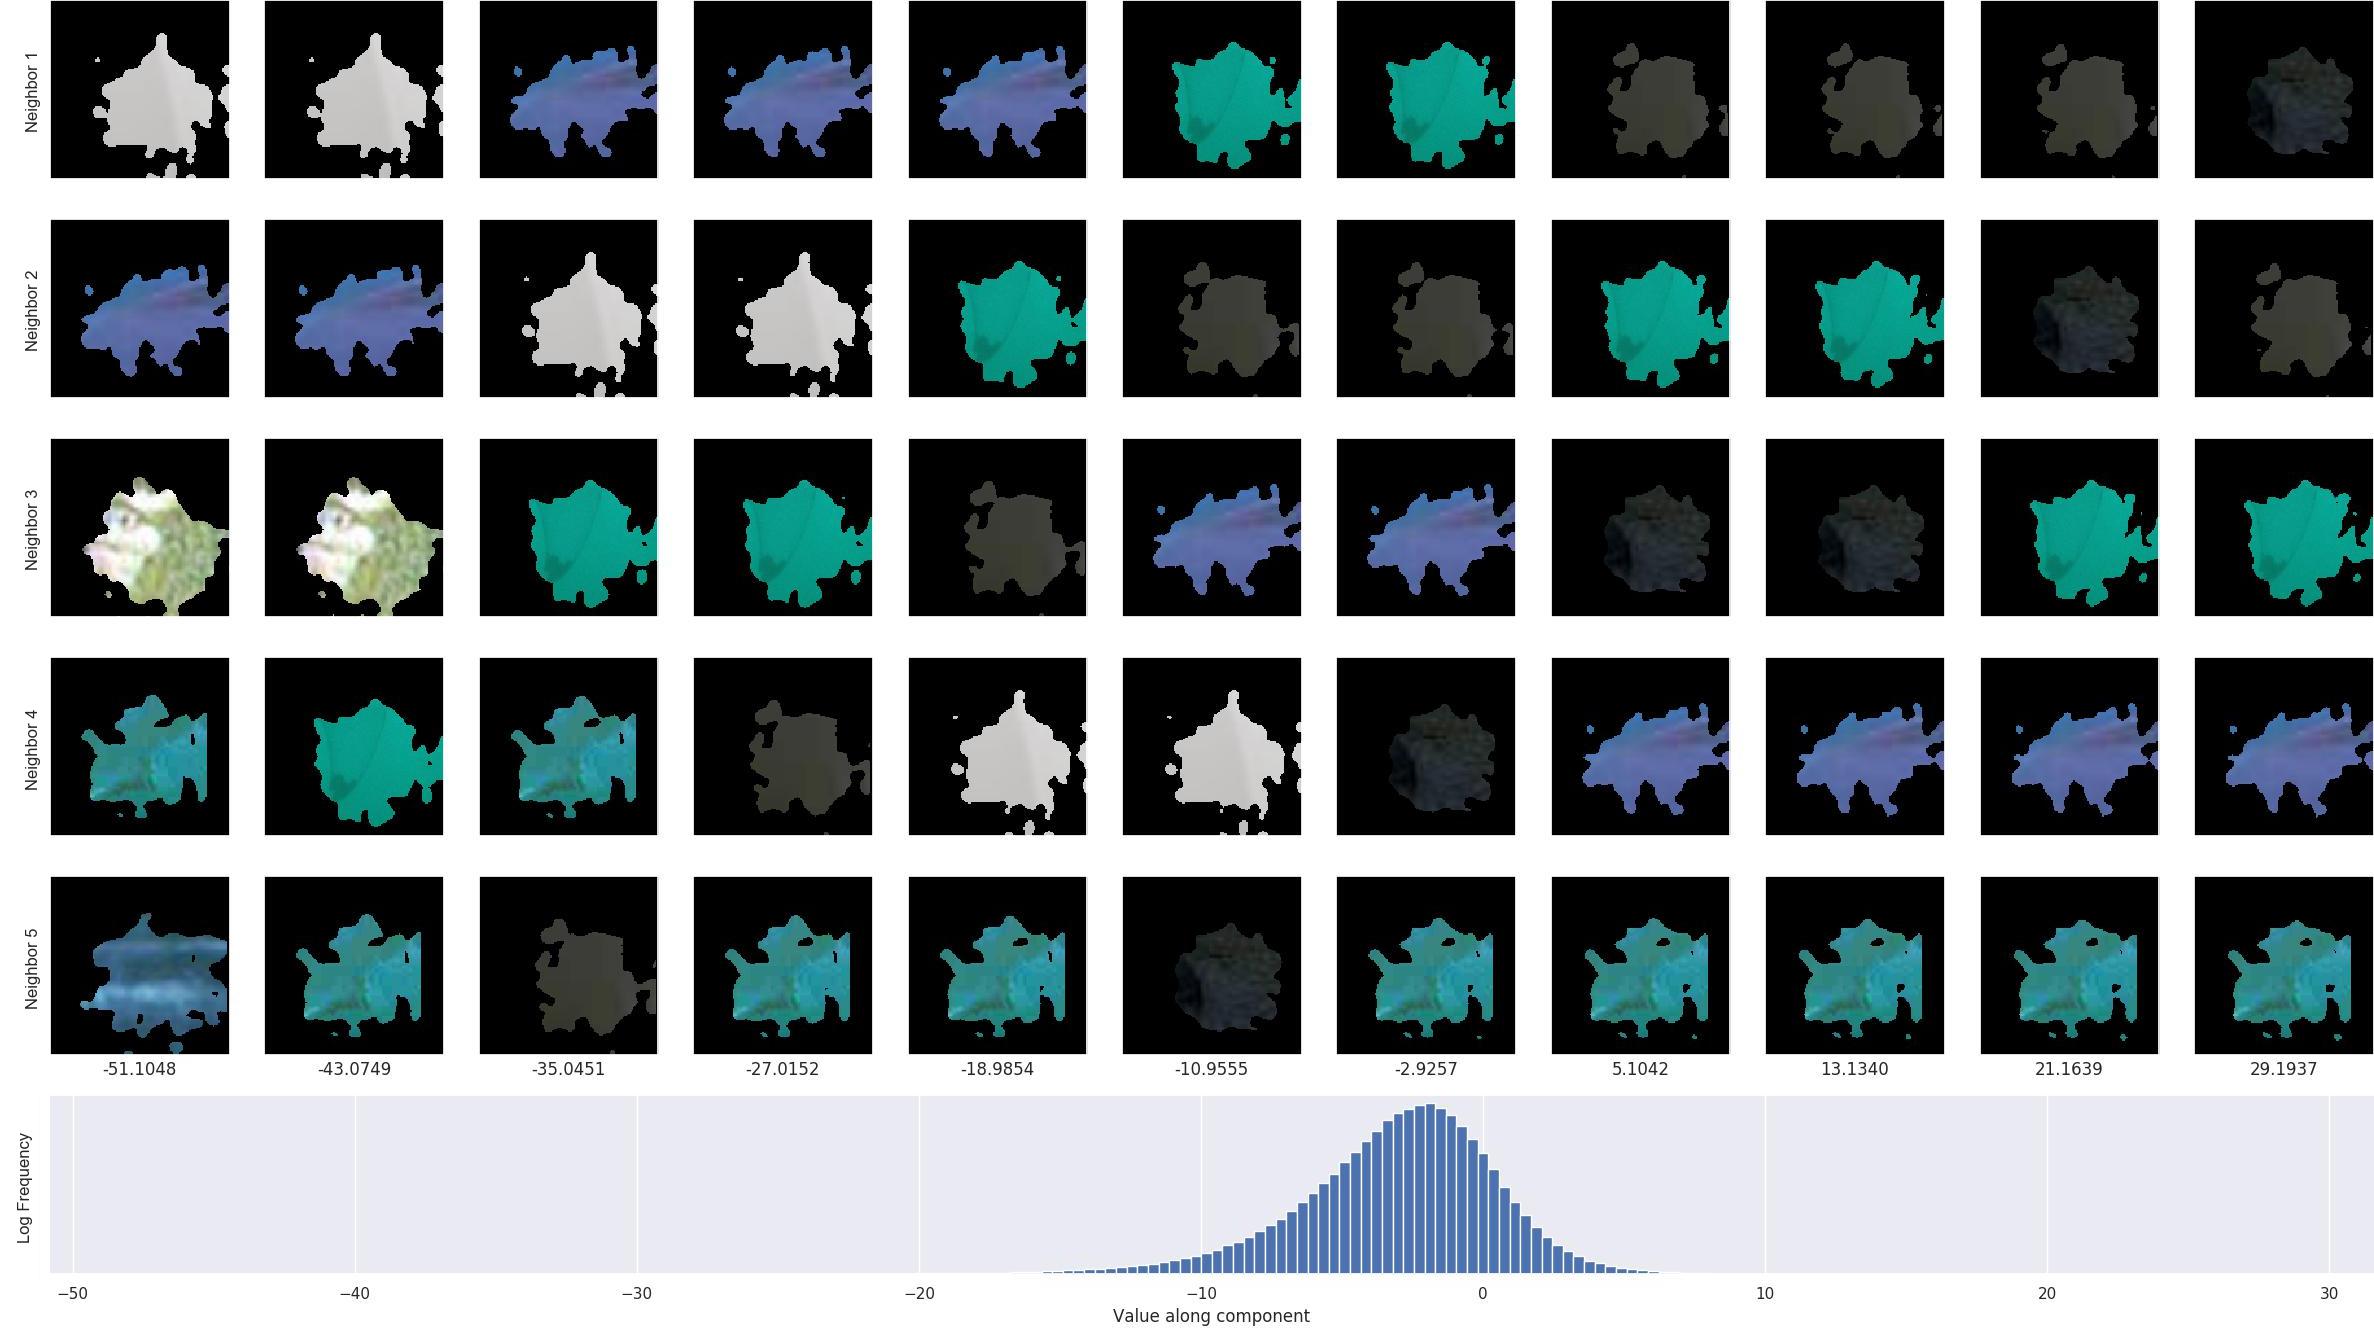 Neighbor 1
Neighbor 2
Neighbor 3
Neighbor 4
Neighbor 5
-51.1048 -43.0749 -35.0451 -27.0152 -18.9854 -10.9555 -2.9257 5.1042 13.1340 21.1639 29.1937
Log Frequency
−50 −40 −30 −20 −10 0 10 20 30
Value along component